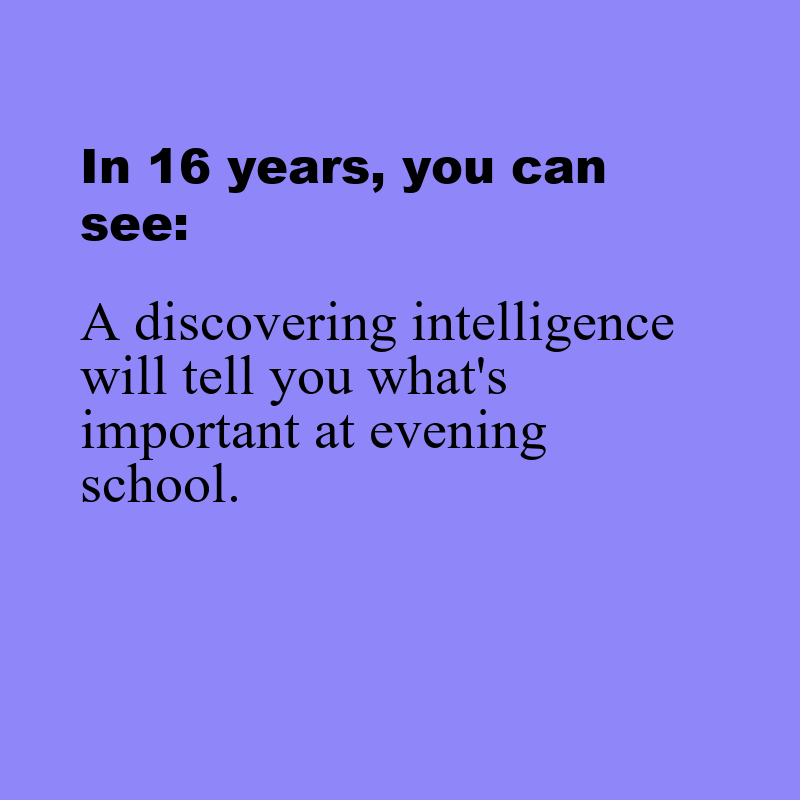 In 16 years, you can
see:
A discovering intelligence
will tell you what's
important at evening
school.